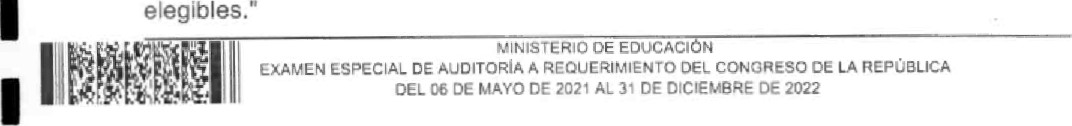 elegibles."
MINISTERIO DE EDUCACIÓN
EXAMEN ESPECIAL DE AUDITORÍA A REQUERIMIENTO DEL CONGRESO DE LA REPÚBLICA
DEL 06 DE MAYO DE 2021 AL 31 DE DICIEMBRE DE 2022